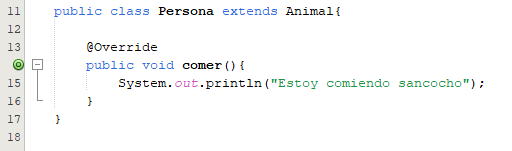 11 public class Persona extends Animal{
12
13 @Override
public void comer(){
15 System.out.println("Estoy comiendo sancocho");
16 }
17 }
18